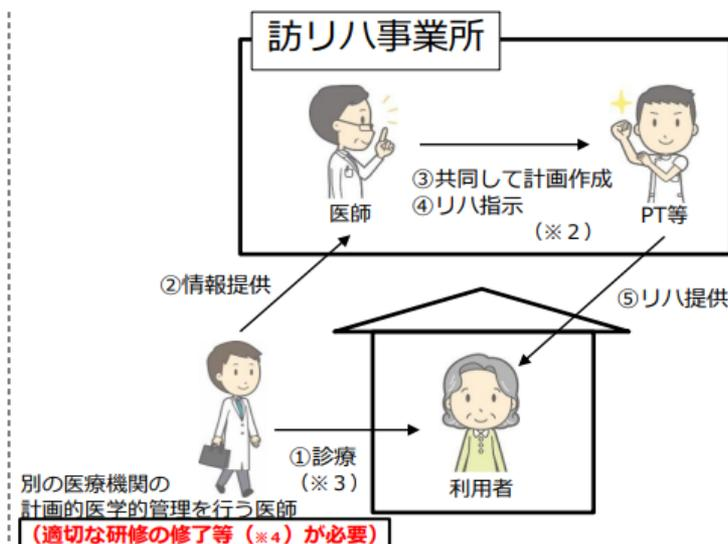 訪リハ事業所
医師
③共同して計画作成
④リハ指示
（※２）
PT等
②情報提供
⑤リハ提供
①診療
（※３）
利用者
別の医療機関の
計画的医学的管理を行う医師
（適切な研修の修了等（※４）が必要）